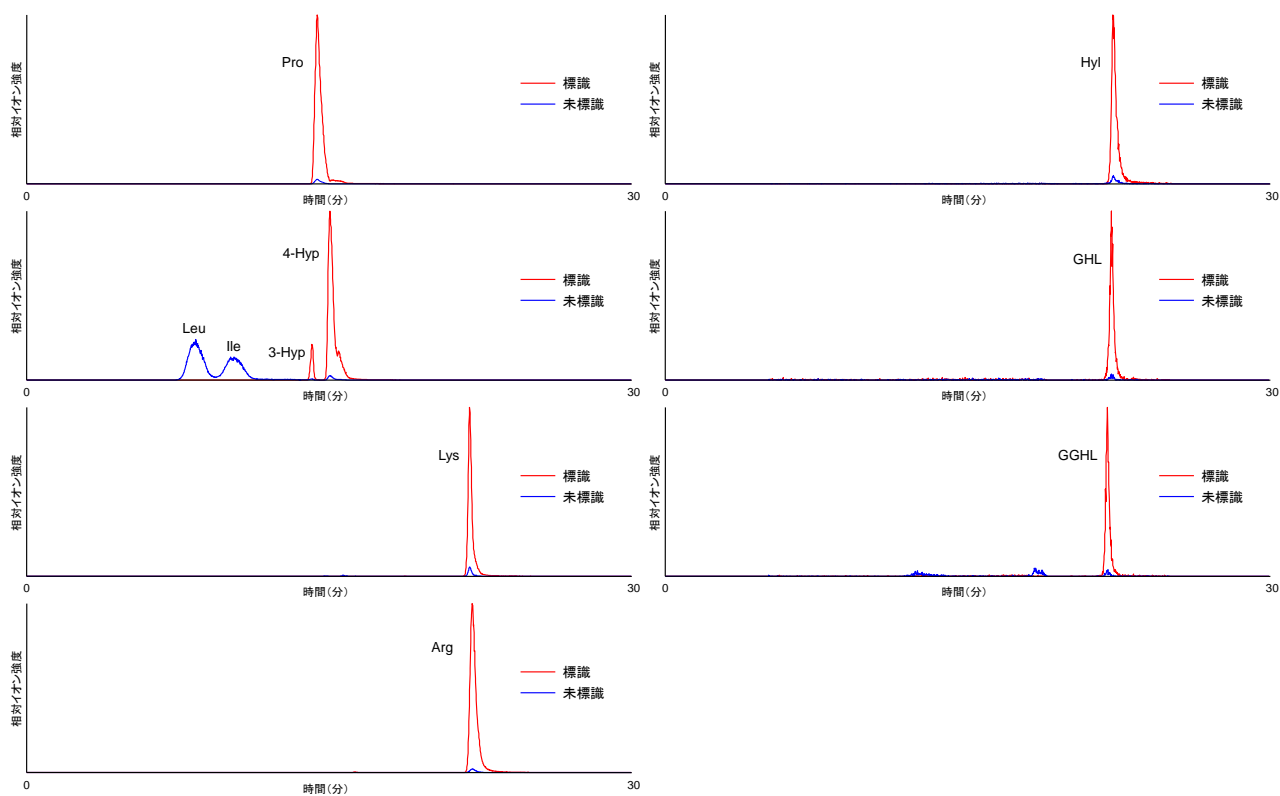 相対イオン強度
Pro
標識
未標識
0
時間(分)
30
相対イオン強度
Hyl
標識
未標識
0
時間(分)
30
相対イオン強度
4-Hyp
Leu
Ile
3-Hyp
標識
未標識
0
時間(分)
30
相対イオン強度
GHL
標識
未標識
0
時間(分)
30
相対イオン強度
Lys
標識
未標識
0
時間(分)
30
相対イオン強度
GGHL
標識
未標識
0
時間(分)
30
相対イオン強度
Arg
標識
未標識
0
時間(分)
30